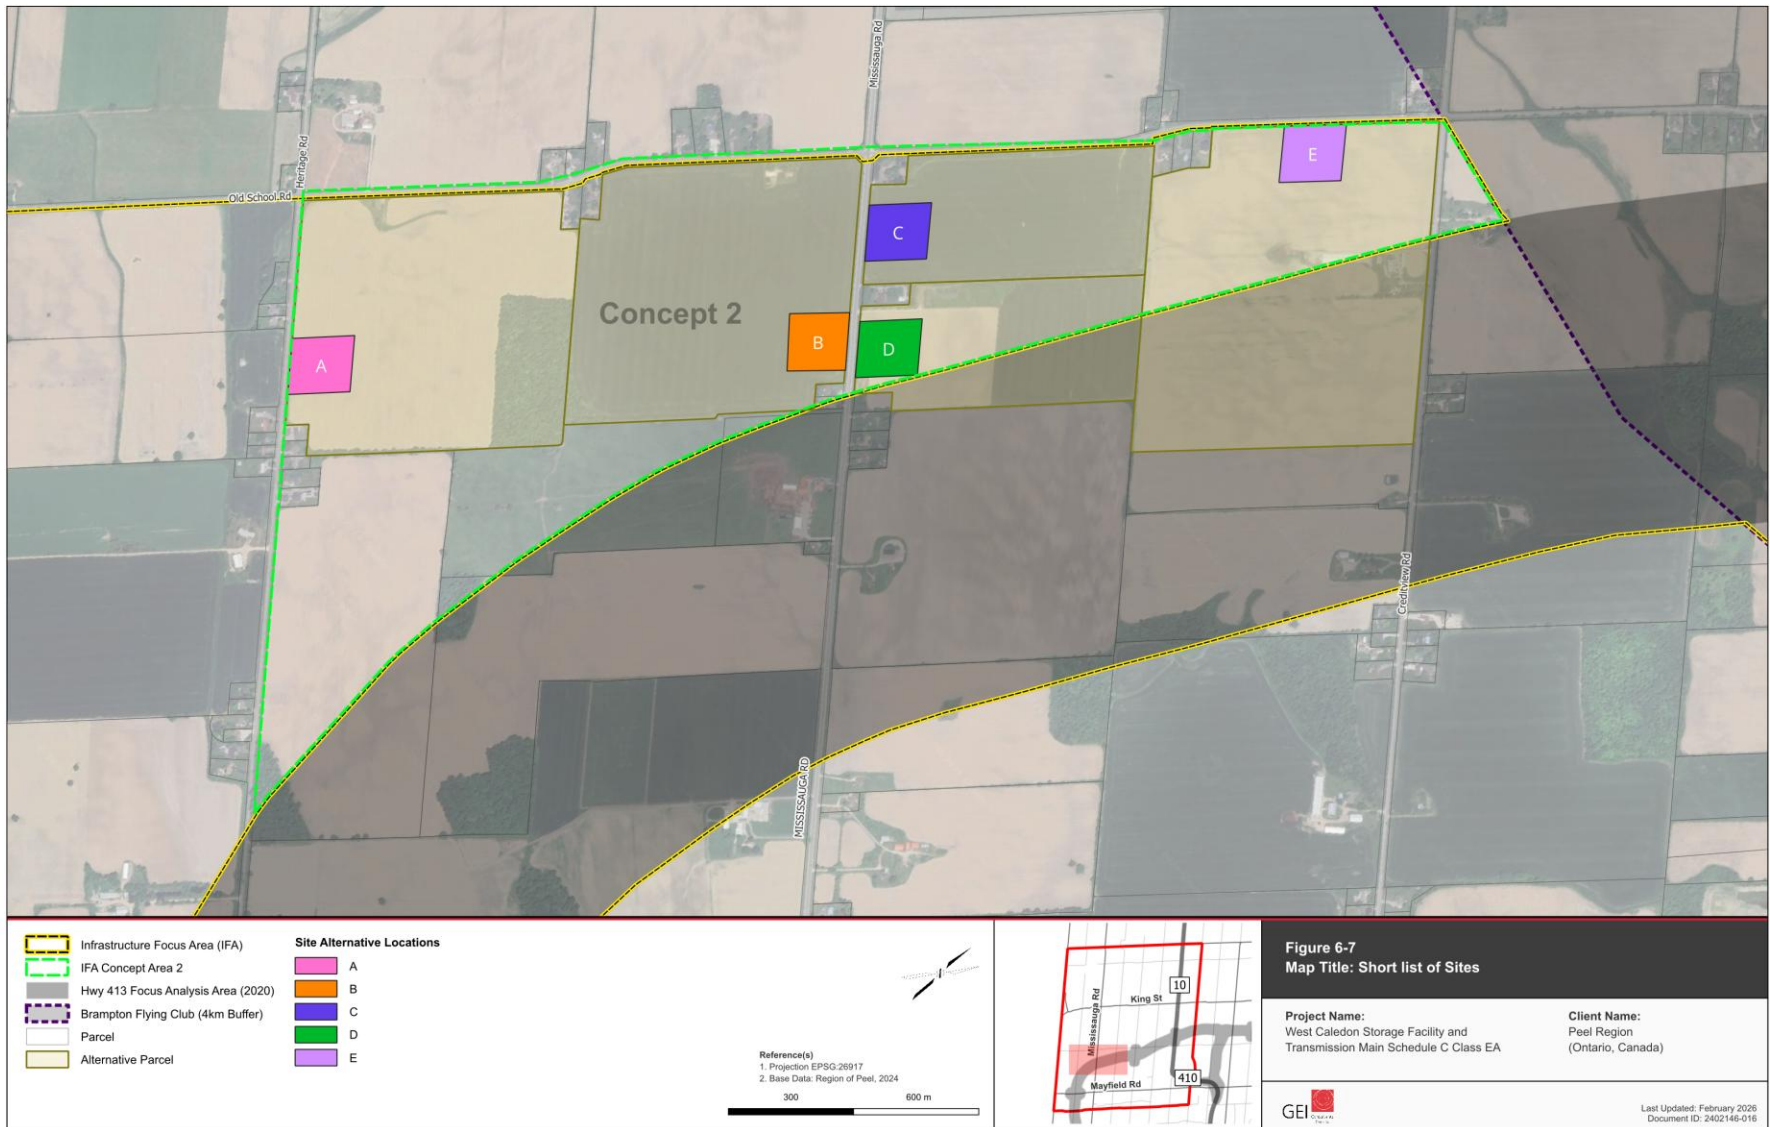 Mississauga Rd
Heritage Rd
Old School Rd
E
C
Concept 2
B
D
A
Creditview Rd
MISSISSAUGA RD
Infrastructure Focus Area (IFA)
IFA Concept Area 2
Hwy 413 Focus Analysis Area (2020)
Brampton Flying Club (4km Buffer)
Parcel
Alternative Parcel
Site Alternative Locations
A
B
C
D
E
Reference(s)
1. Projection EPSG:26917
2. Base Data: Region of Peel, 2024
300 600 m
10
King St
Mississauga Rd
Mayfield Rd
410
Figure 6-7
Map Title: Short list of Sites
Project Name:
West Caledon Storage Facility and
Transmission Main Schedule C Class EA
Client Name:
Peel Region
(Ontario, Canada)
GEI
Last Updated: February 2026
Document ID: 2402146-016